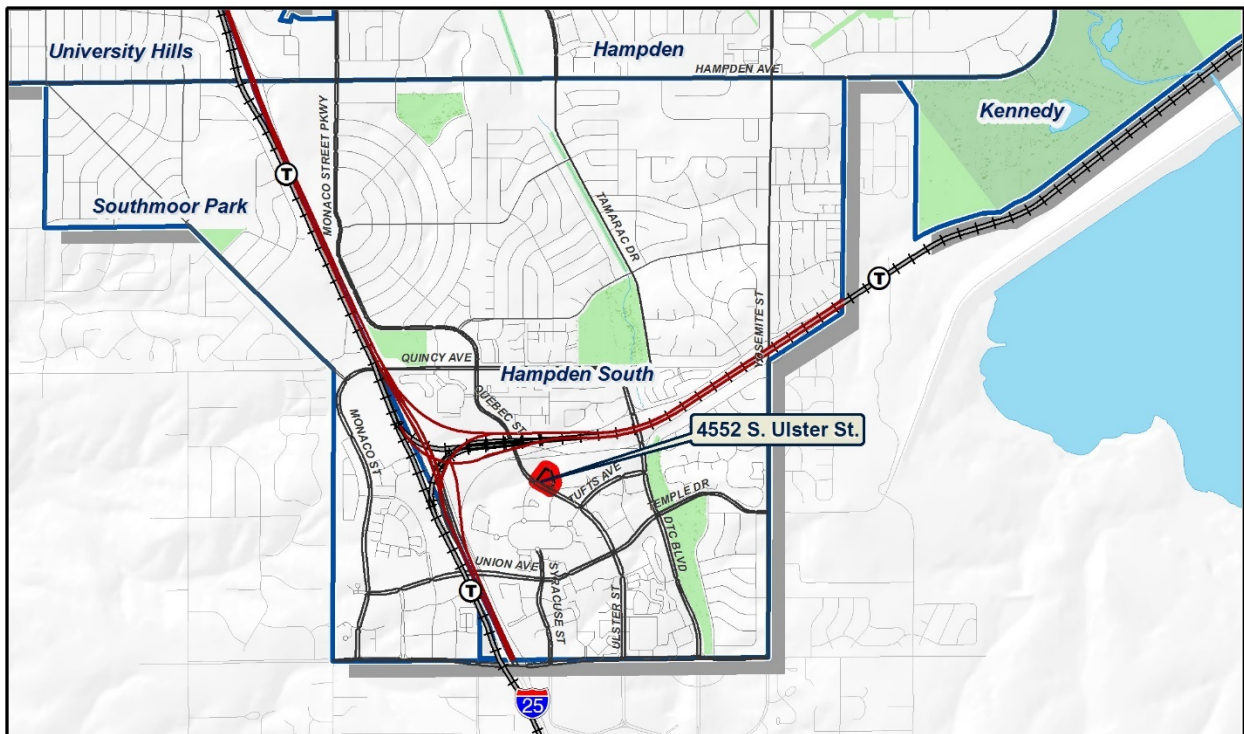 University Hills
Hampden
HAMPDEN AVE
Kennedy
MONACO STREET PKWY
T
Southmoor Park
TAMARAC DR
T
YOSEMITE ST
QUINCY AVE
Hampden South
QUEBEC ST
MONACO ST
4552 S. Ulster St.
TUFTS AVE
TEMPLE DR
DTC BLVD
UNION AVE
SYRACUSE ST
ULSTER ST
T
25